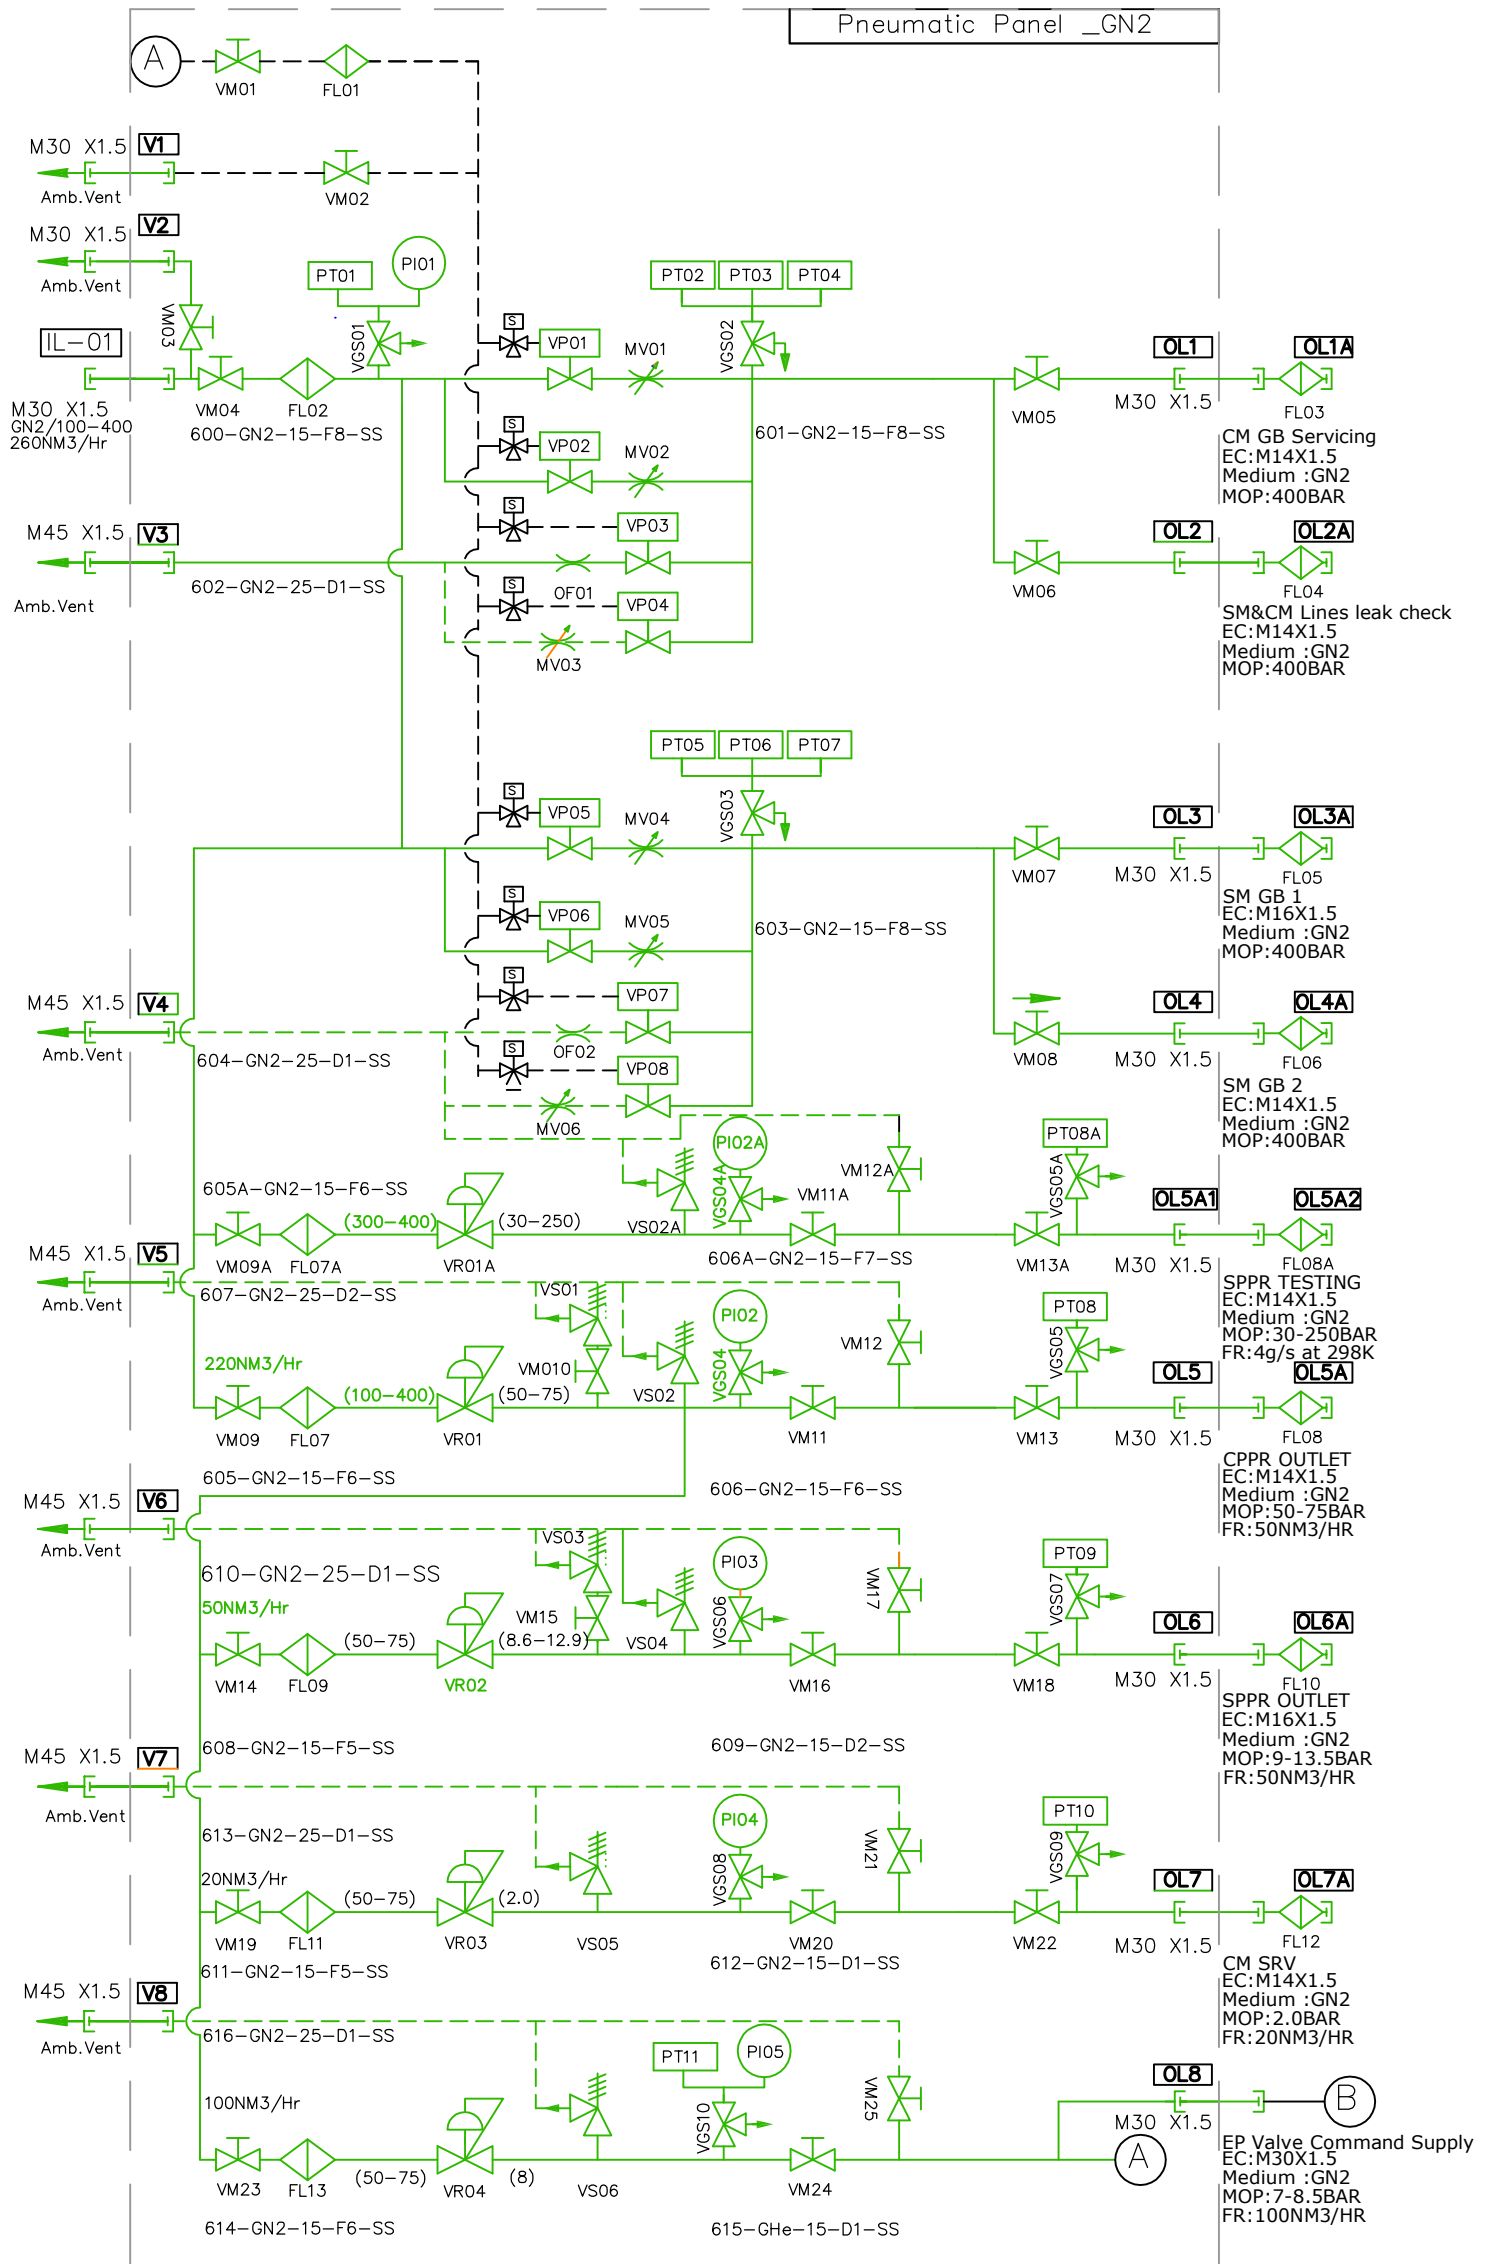 Pneumatic Panel _GN2
A
VM01
FL01
M30 X1.5
V1
Amb.Vent
VM02
M30 X1.5
V2
Amb.Vent
VM03
PT01
PI01
VGS01
PT02
PT03
PT04
VGS02
IL-01
M30 X1.5
GN2/100-400
260NM3/Hr
VM04
FL02
600-GN2-15-F8-SS
S
VP01
MV01
VM05
OL1
OL1A
M30 X1.5
FL03
CM GB Servicing
EC:M14X1.5
Medium :GN2
MOP:400BAR
S
VP02
MV02
601-GN2-15-F8-SS
M45 X1.5
V3
Amb.Vent
602-GN2-25-D1-SS
S
VP03
OF01
S
VP04
MV03
VM06
OL2
OL2A
FL04
SM&CM Lines leak check
EC:M14X1.5
Medium :GN2
MOP:400BAR
PT05
PT06
PT07
VGS03
S
VP05
MV04
VM07
OL3
OL3A
M30 X1.5
FL05
SM GB 1
EC:M16X1.5
Medium :GN2
MOP:400BAR
S
VP06
MV05
603-GN2-15-F8-SS
M45 X1.5
V4
Amb.Vent
604-GN2-25-D1-SS
S
VP07
OF02
S
VP08
MV06
VM08
OL4
OL4A
M30 X1.5
FL06
SM GB 2
EC:M14X1.5
Medium :GN2
MOP:400BAR
605A-GN2-15-F6-SS
(300-400)
(30-250)
VM09A
FL07A
VR01A
VS02A
PI02A
VGS04A
VM11A
VM12A
606A-GN2-15-F7-SS
PT08A
VGS05A
VM13A
OL5A1
OL5A2
M30 X1.5
FL08A
SPPR TESTING
EC:M14X1.5
Medium :GN2
MOP:30-250BAR
FR:4g/s at 298K
M45 X1.5
V5
Amb.Vent
607-GN2-25-D2-SS
220NM3/Hr
(100-400)
(50-75)
VM09
FL07
VR01
VS01
VM010
VS02
PI02
VGS04
VM11
VM12
PT08
VGS05
VM13
OL5
OL5A
M30 X1.5
FL08
CPPR OUTLET
EC:M14X1.5
Medium :GN2
MOP:50-75BAR
FR:50NM3/HR
605-GN2-15-F6-SS
606-GN2-15-F6-SS
M45 X1.5
V6
Amb.Vent
610-GN2-25-D1-SS
50NM3/Hr
(50-75)
(8.6-12.9)
VM14
FL09
VR02
VS03
VM15
VS04
PI03
VGS06
VM16
VM17
PT09
VGS07
VM18
OL6
OL6A
M30 X1.5
FL10
SPPR OUTLET
EC:M16X1.5
Medium :GN2
MOP:9-13.5BAR
FR:50NM3/HR
608-GN2-15-F5-SS
609-GN2-15-D2-SS
M45 X1.5
V7
Amb.Vent
613-GN2-25-D1-SS
20NM3/Hr
(50-75)
(2.0)
VM19
FL11
VR03
VS05
PI04
VGS08
VM20
VM21
PT10
VGS09
VM22
OL7
OL7A
M30 X1.5
FL12
CM SRV
EC:M14X1.5
Medium :GN2
MOP:2.0BAR
FR:20NM3/HR
611-GN2-15-F5-SS
612-GN2-15-D1-SS
M45 X1.5
V8
Amb.Vent
616-GN2-25-D1-SS
100NM3/Hr
(50-75)
(8)
VM23
FL13
VR04
VS06
PT11
PI05
VGS10
VM24
VM25
OL8
M30 X1.5
B
A
EP Valve Command Supply
EC:M30X1.5
Medium :GN2
MOP:7-8.5BAR
FR:100NM3/HR
614-GN2-15-F6-SS
615-GHe-15-D1-SS